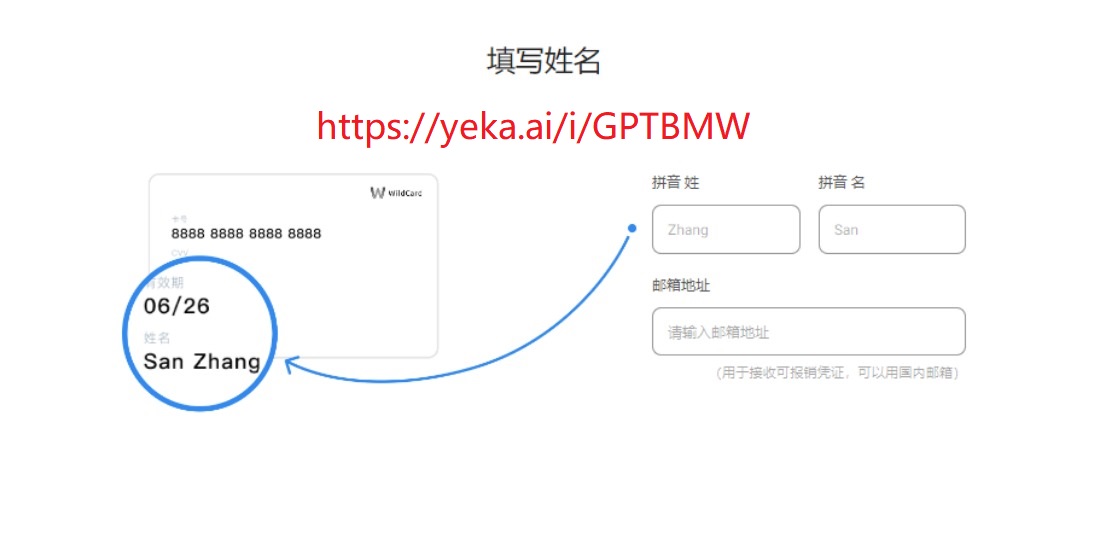 填写姓名
https://yeka.ai/i/GPTBMW
WildCard
卡号
8888 8888 8888 8888
CVV
有效期
06/26
姓名
San Zhang
拼音 姓
拼音 名
Zhang
San
邮箱地址
请输入邮箱地址
(用于接收可报销凭证，可以用国内邮箱)